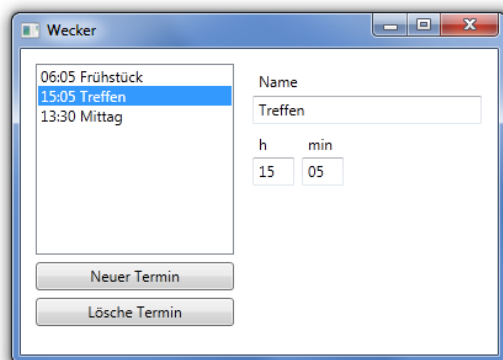 Wecker
06:05 Frühstück
15:05 Treffen
13:30 Mittag
Neuer Termin
Lösche Termin
Name
Treffen
h min
15 05